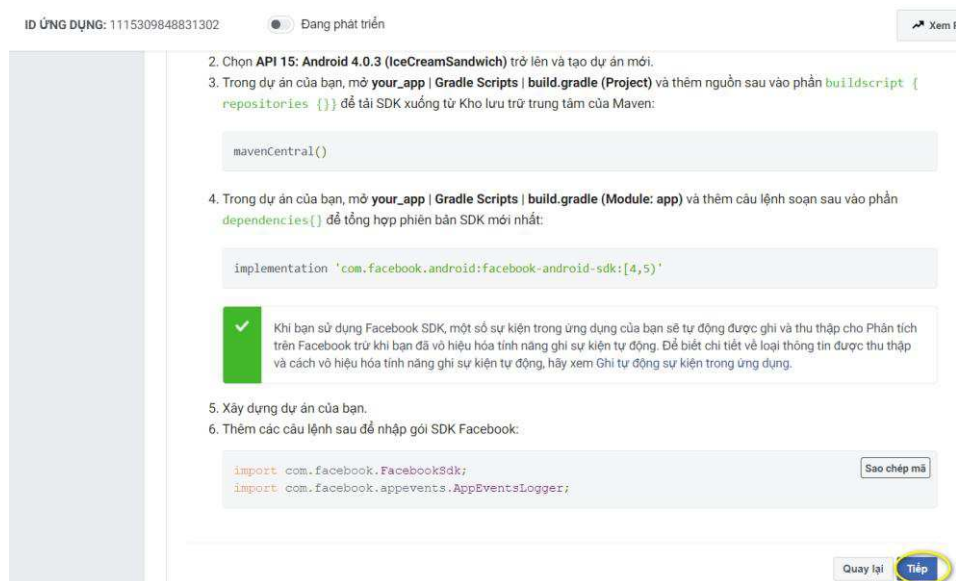 ID ỨNG DỤNG: 1115309848831302 Đang phát triển Xem
2. Chọn API 15: Android 4.0.3 (IceCreamSandwich) trở lên và tạo dự án mới.
3. Trong dự án của bạn, mở your_app | Gradle Scripts | build.gradle (Project) và thêm nguồn sau vào phần buildscript {
repositories {}} để tải SDK xuống từ Kho lưu trữ trung tâm của Maven:
mavenCentral()
4. Trong dự án của bạn, mở your_app | Gradle Scripts | build.gradle (Module: app) và thêm câu lệnh soạn sau vào phần
dependencies{} để tổng hợp phiên bản SDK mới nhất:
implementation 'com.facebook.android:facebook-android-sdk:[4,5)'
Khi bạn sử dụng Facebook SDK, một số sự kiện trong ứng dụng của bạn sẽ tự động được ghi và thu thập cho Phân tích
trên Facebook trừ khi bạn đã vô hiệu hóa tính năng ghi sự kiện tự động. Để biết chi tiết về loại thông tin được thu thập
và cách vô hiệu hóa tính năng ghi sự kiện tự động, hãy xem Ghi tự động sự kiện trong ứng dụng.
5. Xây dựng dự án của bạn.
6. Thêm các câu lệnh sau để nhập gói SDK Facebook:
import com.facebook.FacebookSdk;
import com.facebook.appevents.AppEventsLogger;
Sao chép mã
Quay lại Tiếp